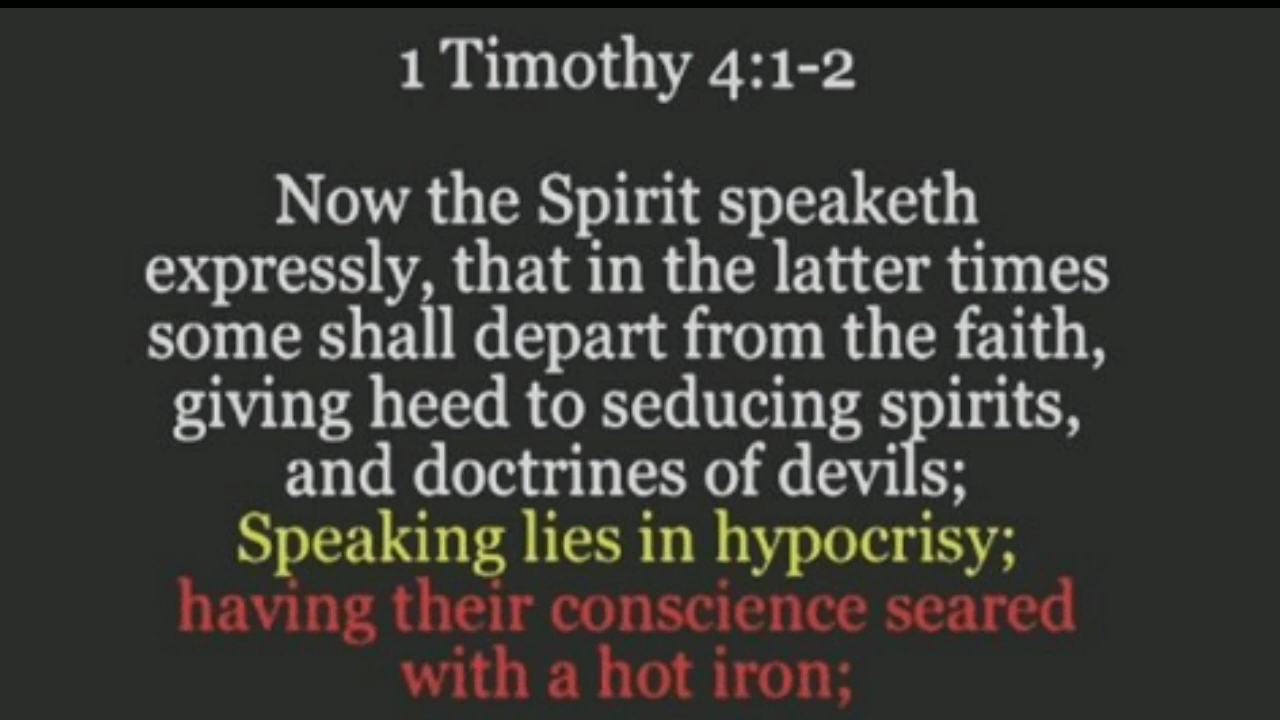 1 Timothy 4:1-2
Now the Spirit speaketh
expressly, that in the latter times
some shall depart from the faith,
giving heed to seducing spirits,
and doctrines of devils;
Speaking lies in hypocrisy;
having their conscience seared
with a hot iron;